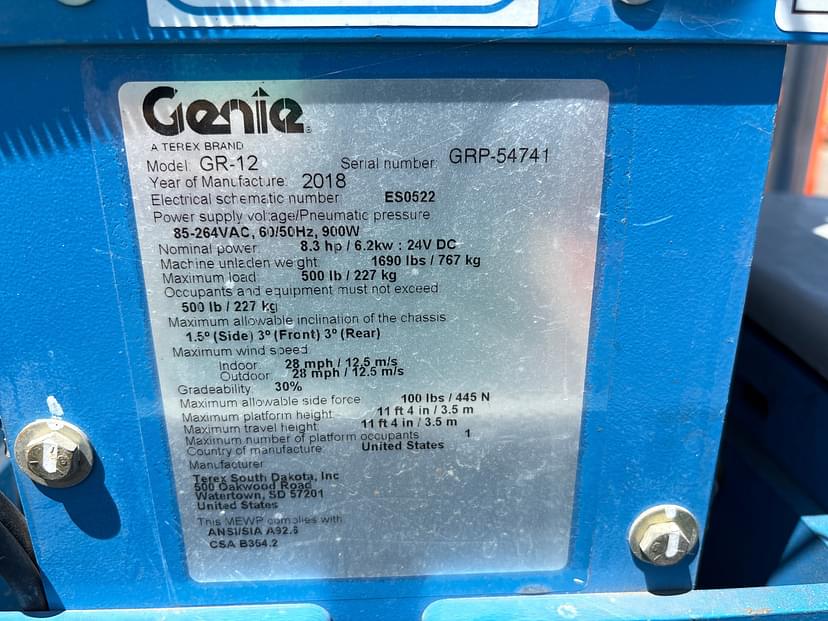 Genie
A TEREX BRAND
Model: GR-12 Serial number: GRP-54741
Year of Manufacture: 2018
Electrical schematic number: ES0522
Power supply voltage/Pneumatic pressure
85-264VAC, 60/50Hz, 900W
Nominal power: 8.3 hp / 6.2kw : 24V DC
Machine unladen weight: 1690 lbs / 767 kg
Maximum load: 500 lb / 227 kg
Occupants and equipment must not exceed:
500 lb / 227 kg
Maximum allowable inclination of the chassis:
1.5º (Side) 3º (Front) 3º (Rear)
Maximum wind speed:
Indoor: 28 mph / 12.5 m/s
Outdoor: 28 mph / 12.5 m/s
Gradeability: 30%
Maximum allowable side force: 100 lbs / 445 N
Maximum platform height: 11 ft 4 in / 3.5 m
Maximum travel height: 11 ft 4 in / 3.5 m
Maximum number of platform occupants: 1
Country of manufacture: United States
Manufacturer:
Terex South Dakota, Inc
500 Oakwood Road
Watertown, SD 57201
United States
This MEWP complies with:
ANSI/SIA A92.6
CSA B354.2